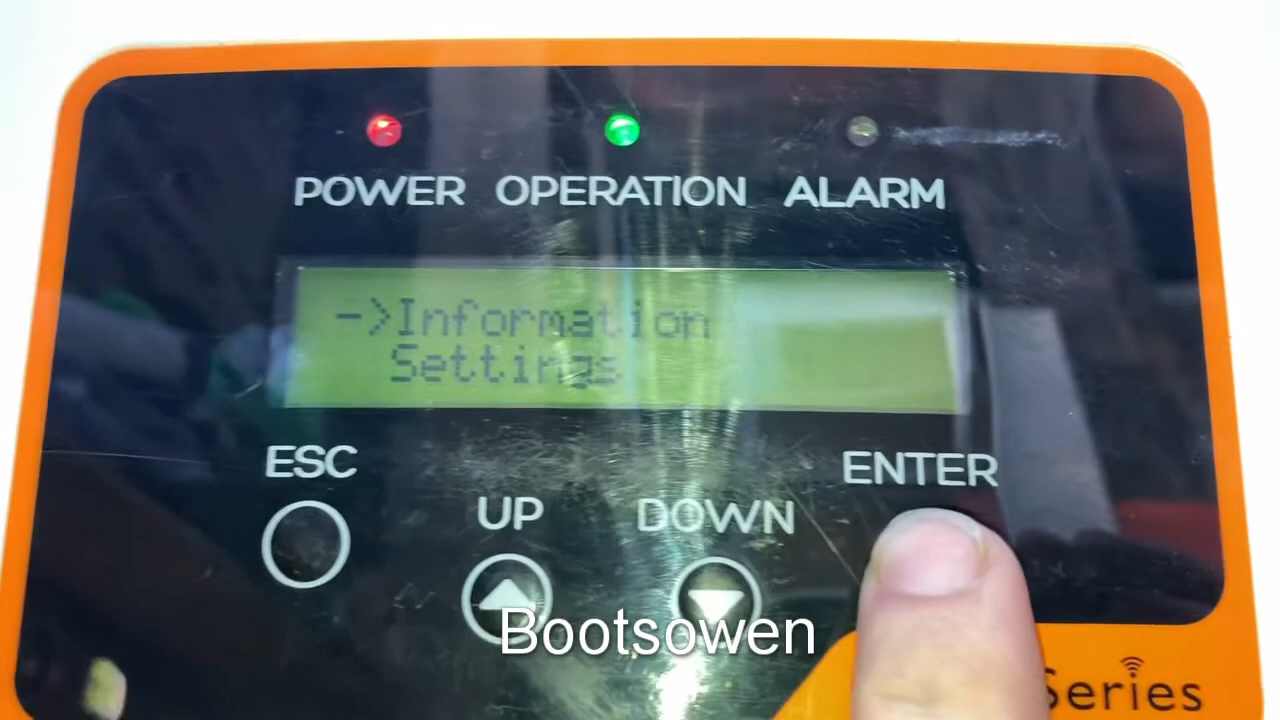 POWER OPERATION ALARM
->Information
Settings
ESC UP DOWN ENTER
Bootsowen
Series